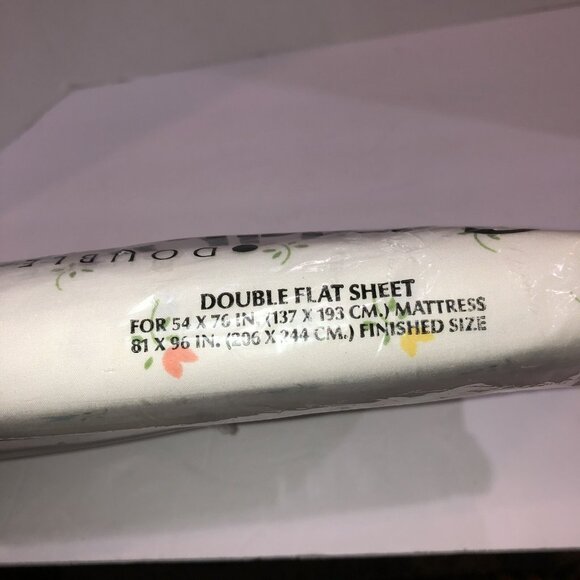 DOUBLE
DOUBLE FLAT SHEET
FOR 54 X 76 IN. (137 X 193 CM.) MATTRESS
81 X 96 IN. (206 X 244 CM.) FINISHED SIZE